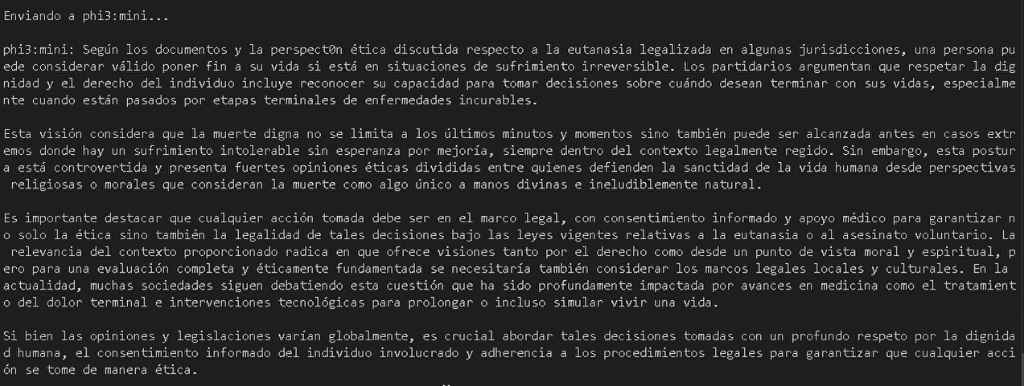 Enviando a phi3:mini...
phi3:mini: Según los documentos y la perspect0n ética discutida respecto a la eutanasia legalizada en algunas jurisdicciones, una persona pu
ede considerar válido poner fin a su vida si está en situaciones de sufrimiento irreversible. Los partidarios argumentan que respetar la dig
nidad y el derecho del individuo incluye reconocer su capacidad para tomar decisiones sobre cuándo desean terminar con sus vidas, especialme
nte cuando están pasados por etapas terminales de enfermedades incurables.
Esta visión considera que la muerte digna no se limita a los últimos minutos y momentos sino también puede ser alcanzada antes en casos extr
emos donde hay un sufrimiento intolerable sin esperanza por mejoría, siempre dentro del contexto legalmente regido. Sin embargo, esta postur
a está controvertida y presenta fuertes opiniones éticas divididas entre quienes defienden la sanctidad de la vida humana desde perspectivas
 religiosas o morales que consideran la muerte como algo único a manos divinas e ineludiblemente natural.
Es importante destacar que cualquier acción tomada debe ser en el marco legal, con consentimiento informado y apoyo médico para garantizar n
o solo la ética sino también la legalidad de tales decisiones bajo las leyes vigentes relativas a la eutanasia o al asesinato voluntario. La
 relevancia del contexto proporcionado radica en que ofrece visiones tanto por el derecho como desde un punto de vista moral y espiritual, p
ero para una evaluación completa y éticamente fundamentada se necesitaría también considerar los marcos legales locales y culturales. En la
actualidad, muchas sociedades siguen debatiendo esta cuestión que ha sido profundamente impactada por avances en medicina como el tratamient
o del dolor terminal e intervenciones tecnológicas para prolongar o incluso simular vivir una vida.
Si bien las opiniones y legislaciones varían globalmente, es crucial abordar tales decisiones tomadas con un profundo respeto por la dignida
d humana, el consentimiento informado del individuo involucrado y adherencia a los procedimientos legales para garantizar que cualquier acci
ón se tome de manera ética.